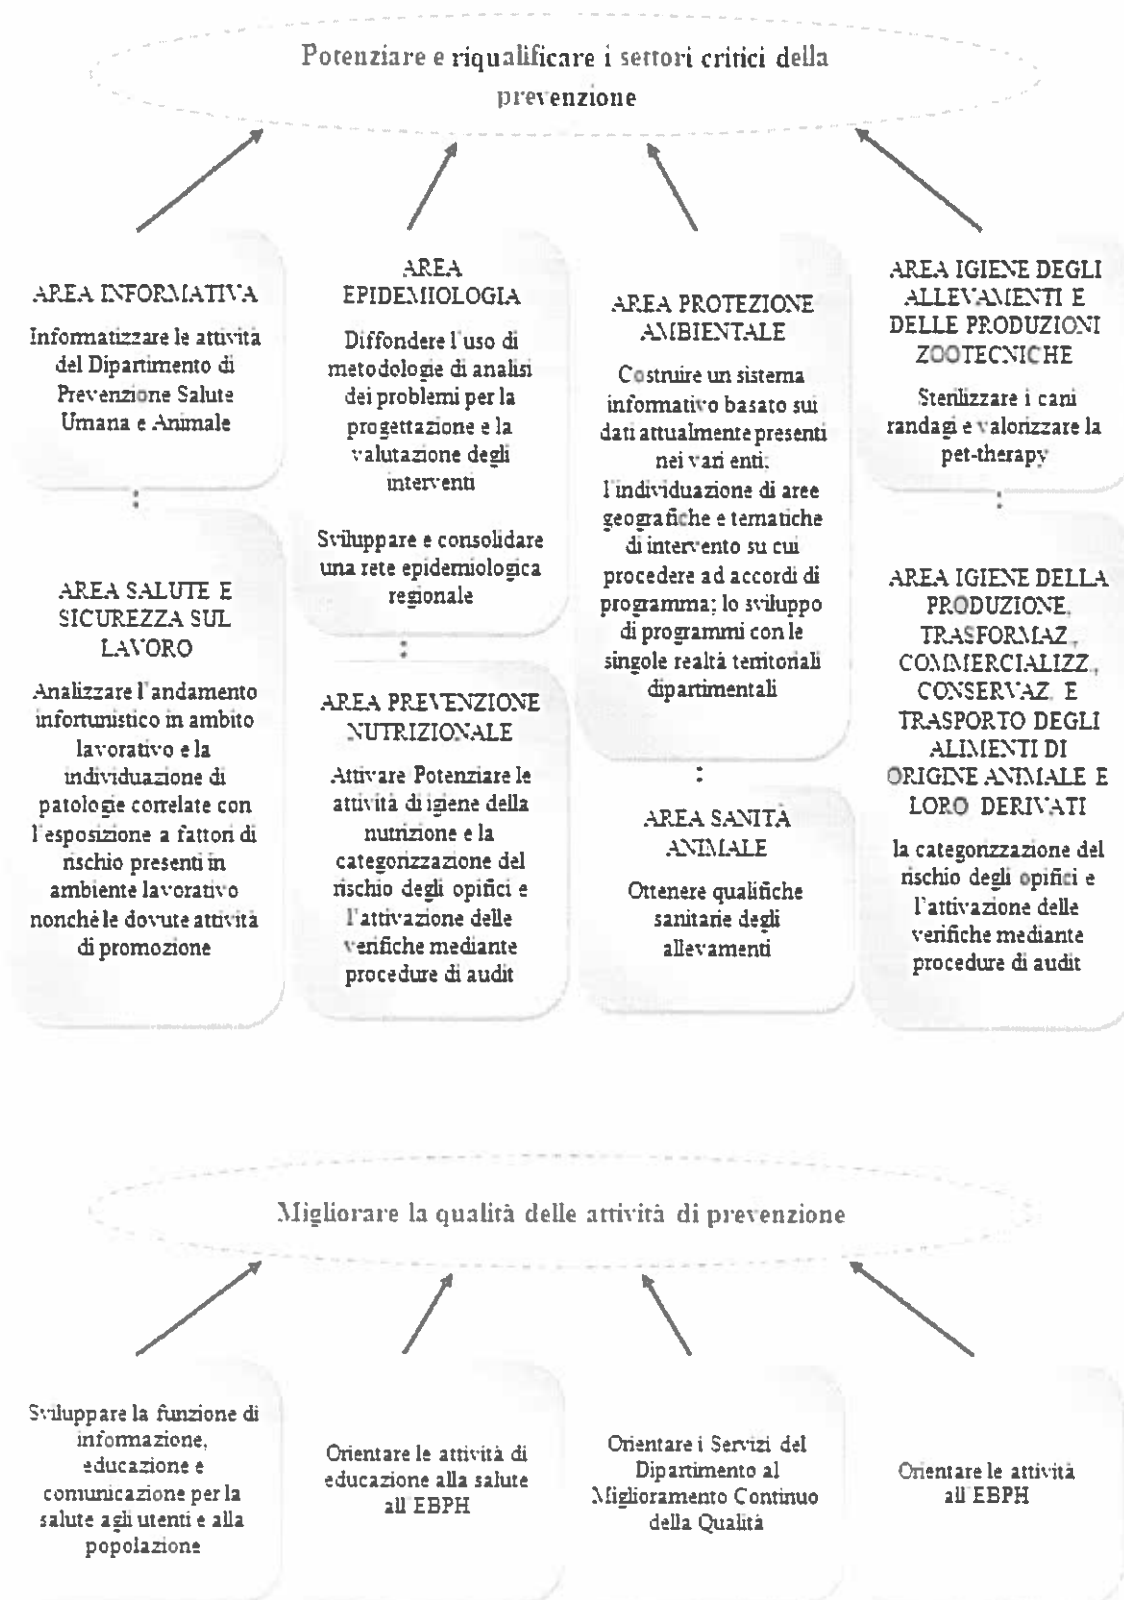 Potenziare e riqualificare i settori critici della
prevenzione
AREA INFORMATIVA
Informatizzare le attività
del Dipartimento di
Prevenzione Salute
Umana e Animale
AREA SALUTE E
SICUREZZA SUL
LAVORO
Analizzare l'andamento
infortunistico in ambito
lavorativo e la
individuazione di
patologie correlate con
l'esposizione a fattori di
rischio presenti in
ambiente lavorativo
nonchè le dovute attività
di promozione
AREA
EPIDEMIOLOGIA
Diffondere l'uso di
metodologie di analisi
dei problemi per la
progettazione e la
valutazione degli
interventi
Sviluppare e consolidare
una rete epidemiologica
regionale
AREA PREVENZIONE
NUTRIZIONALE
Attivare Potenziare le
attività di igiene della
nutrizione e la
categorizzazione del
rischio degli opifici e
l'attivazione delle
verifiche mediante
procedure di audit
AREA PROTEZIONE
AMBIENTALE
Costruire un sistema
informativo basato sui
dati attualmente presenti
nei vari enti;
l'individuazione di aree
geografiche e tematiche
di intervento su cui
procedere ad accordi di
programma; lo sviluppo
di programmi con le
singole realtà territoriali
dipartimentali
AREA SANITÀ
ANIMALE
Ottenere qualifiche
sanitarie degli
allevamenti
AREA IGIENE DEGLI
ALLEVAMENTI E
DELLE PRODUZIONI
ZOOTECNICHE
Sterilizzare i cani
randagi e valorizzare la
pet-therapy
AREA IGIENE DELLA
PRODUZIONE,
TRASFORMAZ.,
COMMERCIALIZZ.,
CONSERVAZ. E
TRASPORTO DEGLI
ALIMENTI DI
ORIGINE ANIMALE E
LORO DERIVATI
la categorizzazione del
rischio degli opifici e
l'attivazione delle
verifiche mediante
procedure di audit
Migliorare la qualità delle attività di prevenzione
Sviluppare la funzione di
informazione,
educazione e
comunicazione per la
salute agli utenti e alla
popolazione
Orientare le attività di
educazione alla salute
all'EBPH
Orientare i Servizi del
Dipartimento al
Miglioramento Continuo
della Qualità
Orientare le attività
all'EBPH